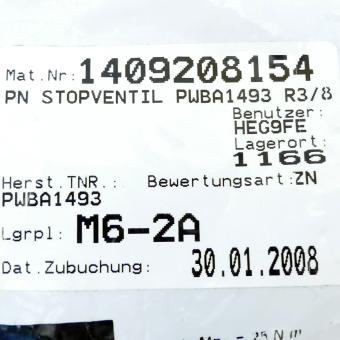 Mat.Nr: 1409208154
PN STOPVENTIL PWBA1493 R3/8
Benutzer:
HEG9FE
Lagerort:
1166
Herst.TNR.: Bewertungsart:ZN
PWBA1493
Lgrpl: M6-2A
Dat.Zubuchung: 30.01.2008